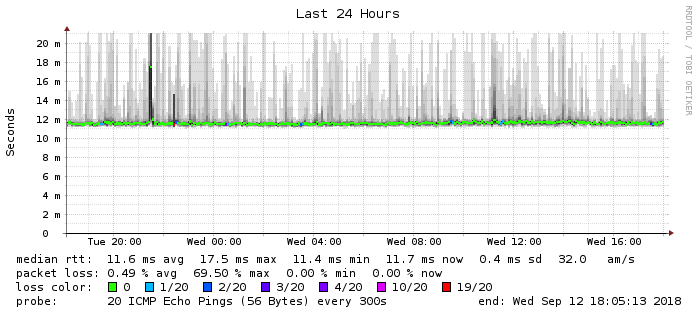 Last 24 Hours
RRDTOOL / TOBI OETIKER
Seconds
20 m
18 m
16 m
14 m
12 m
10 m
8 m
6 m
4 m
2 m
0
Tue 20:00 Wed 00:00 Wed 04:00 Wed 08:00 Wed 12:00 Wed 16:00
median rtt: 11.6 ms avg 17.5 ms max 11.4 ms min 11.7 ms now 0.4 ms sd 32.0 am/s
packet loss: 0.49 % avg 69.50 % max 0.00 % min 0.00 % now
loss color: 0 1/20 2/20 3/20 4/20 10/20 19/20
probe: 20 ICMP Echo Pings (56 Bytes) every 300s end: Wed Sep 12 18:05:13 2018